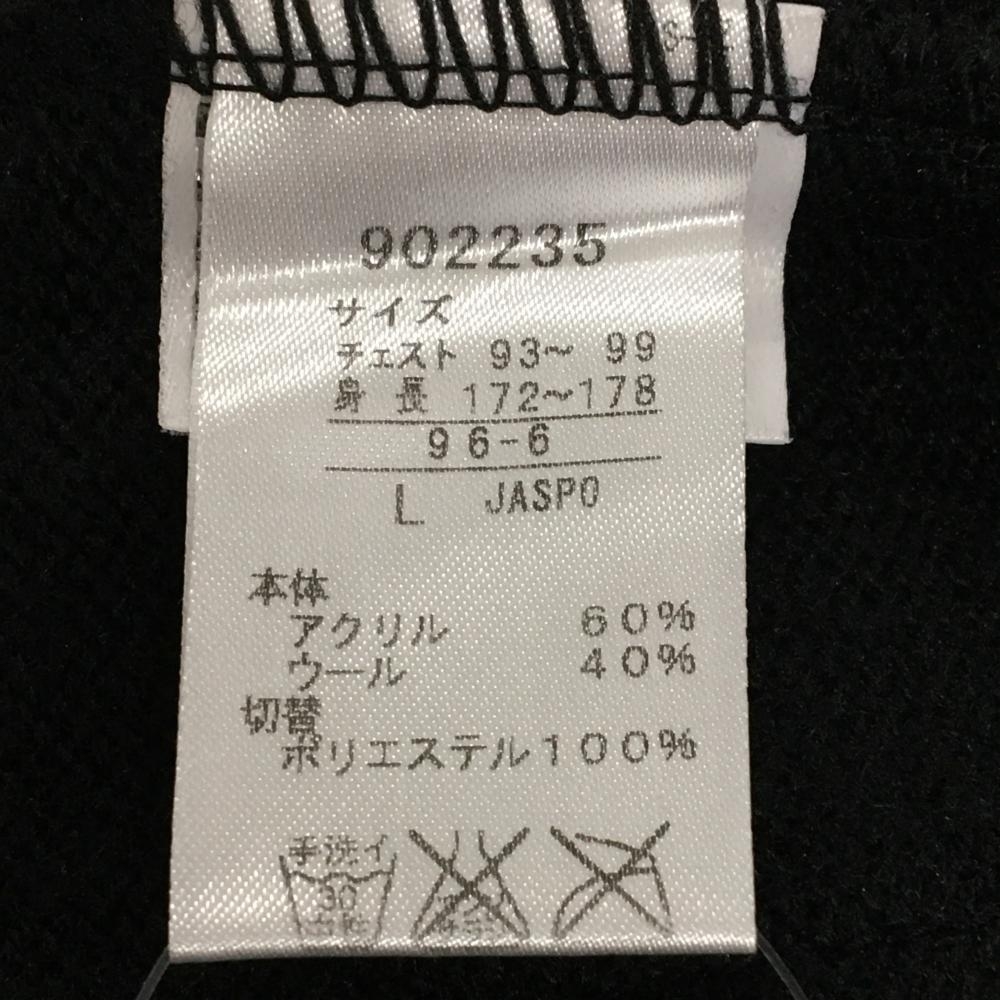 902235
サイズ
チェスト 93〜 99
身 長 172〜178
96-6
L JASPO
本体
アクリル 60%
ウール 40%
切替
ポリエステル100%
手洗イ
30